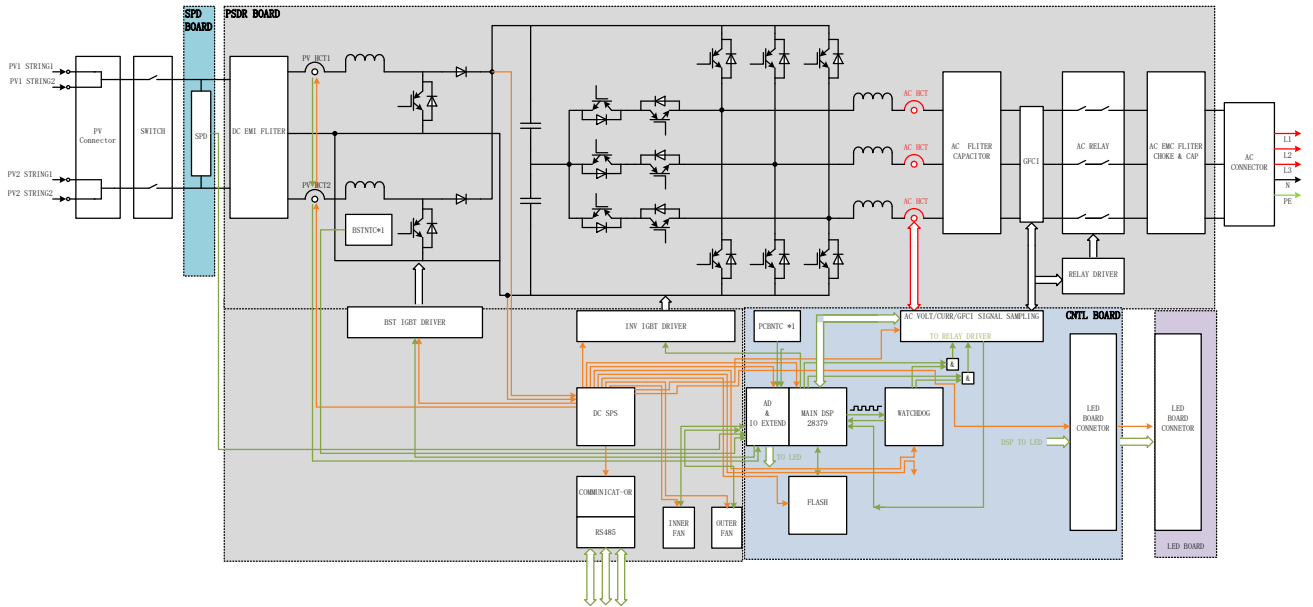 SPD
BOARD
PSDR BOARD
PV1 STRING1
PV1 STRING2
PV2 STRING1
PV2 STRING2
PV
Connector
SWITCH
SPD
DC EMI FLITER
PV HCT1
PV HCT2
BSTNTC*1
AC HCT
AC HCT
AC HCT
AC FLITER
CAPACITOR
GFCI
AC RELAY
AC EMC FLITER
CHOKE & CAP
AC
CONNECTOR
L1
L2
L3
N
PE
RELAY DRIVER
BST IGBT DRIVER
INV IGBT DRIVER
PCBNTC *1
AC VOLT/CURR/GFCI SIGNAL SAMPLING
TO RELAY DRIVER
CNTL BOARD
&
&
DC SPS
AD
&
IO EXTEND
MAIN DSP
28379
WATCHDOG
TO LED
DSP TO LED
LED
BOARD
CONNETOR
LED
BOARD
CONNETOR
COMMUNICAT-OR
RS485
INNER
FAN
OUTER
FAN
FLASH
LED BOARD